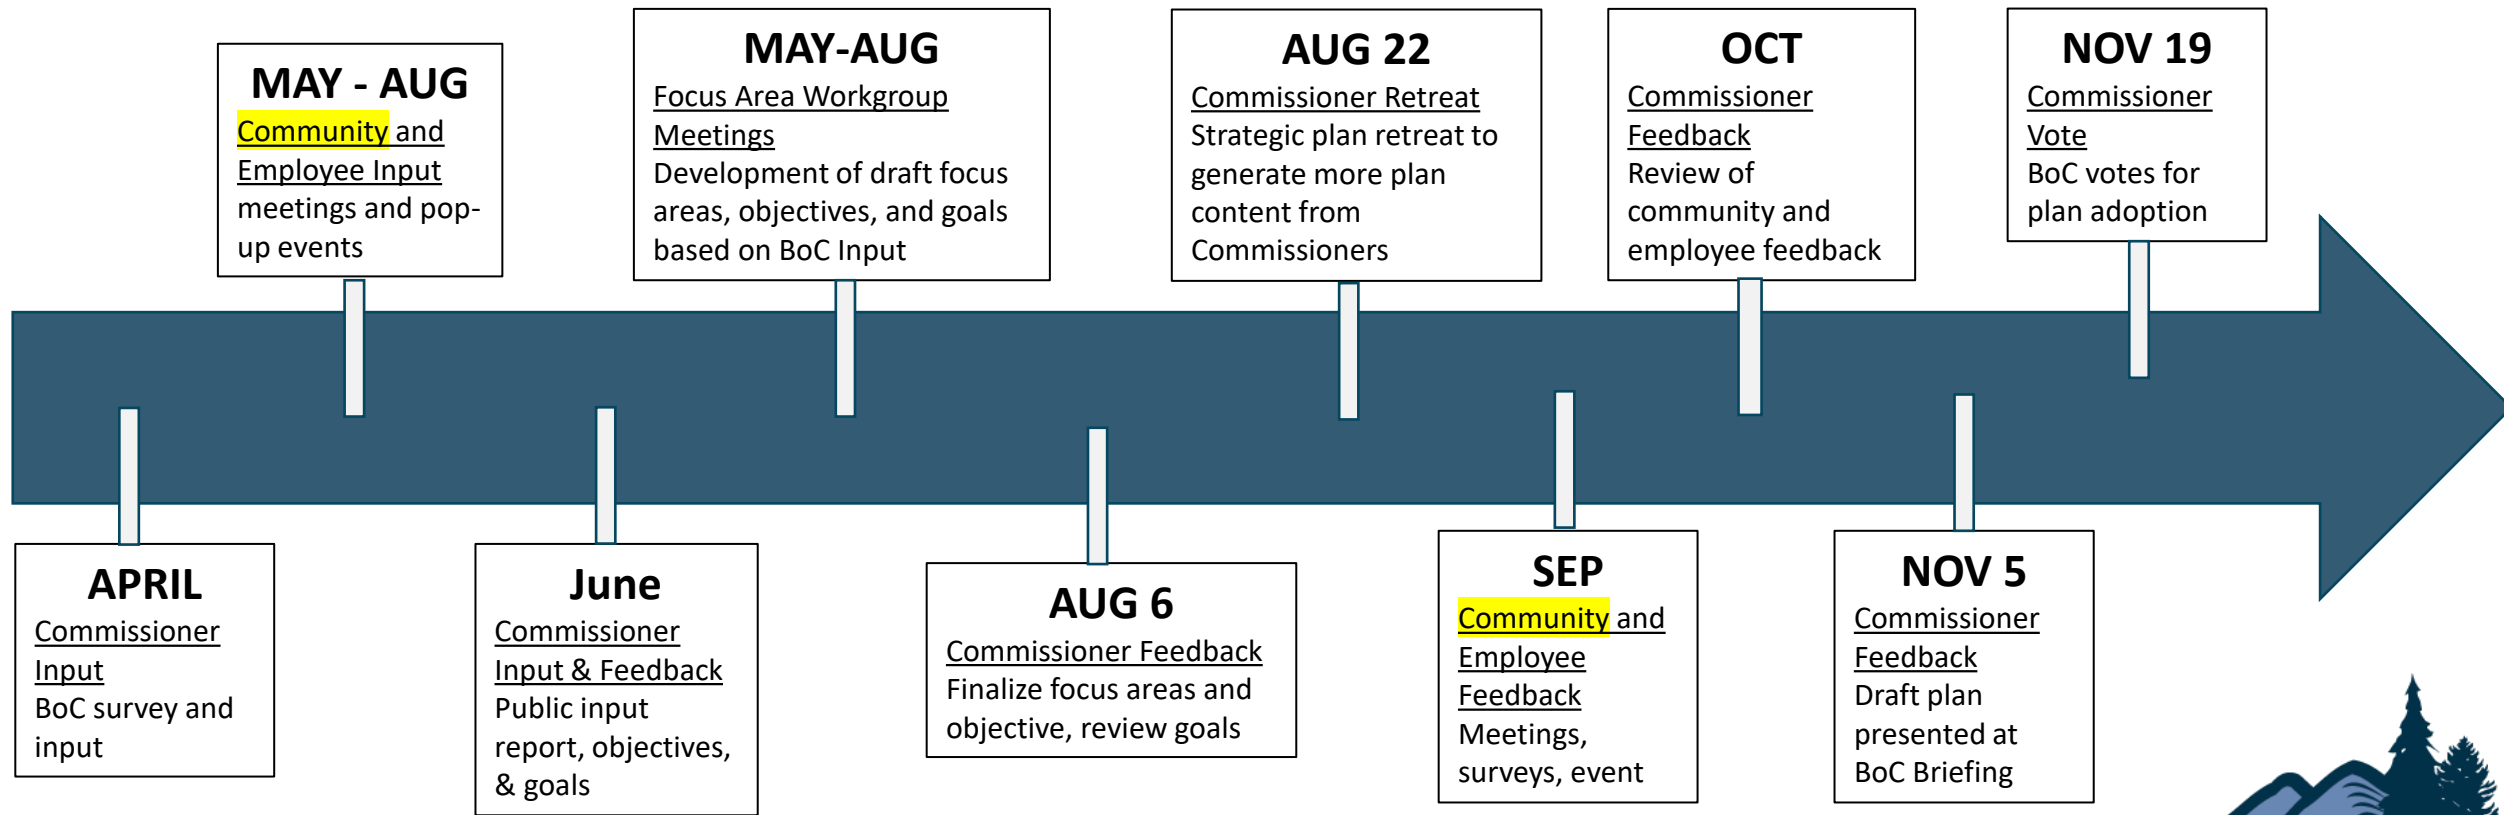 MAY - AUG
Community and
Employee Input
meetings and pop-
up events
MAY-AUG
Focus Area Workgroup
Meetings
Development of draft focus
areas, objectives, and goals
based on BoC Input
AUG 22
Commissioner Retreat
Strategic plan retreat to
generate more plan
content from
Commissioners
OCT
Commissioner
Feedback
Review of
community and
employee feedback
NOV 19
Commissioner
Vote
BoC votes for
plan adoption
APRIL
Commissioner
Input
BoC survey and
input
June
Commissioner
Input & Feedback
Public input
report, objectives,
& goals
AUG 6
Commissioner Feedback
Finalize focus areas and
objective, review goals
SEP
Community and
Employee
Feedback
Meetings,
surveys, event
NOV 5
Commissioner
Feedback
Draft plan
presented at
BoC Briefing